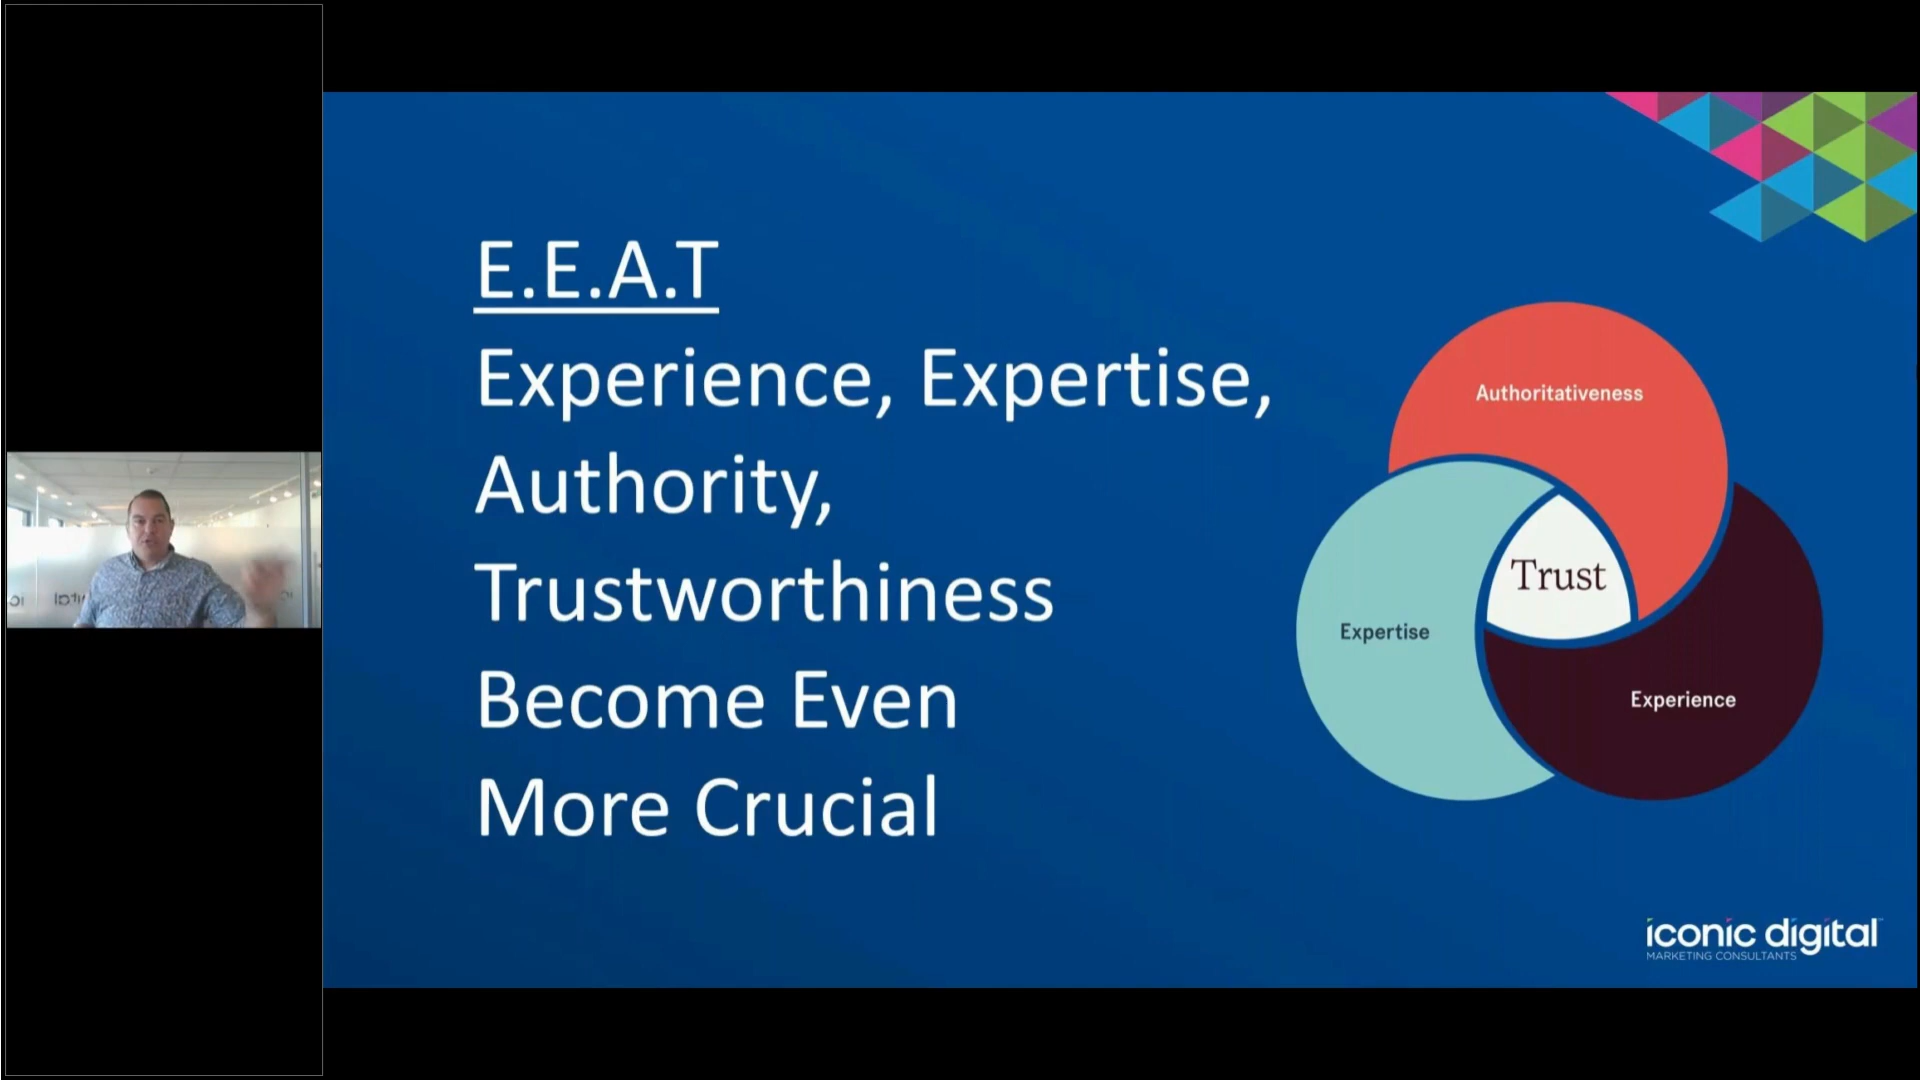 E.E.A.T
Experience, Expertise,
Authority,
Trustworthiness
Become Even
More Crucial
Authoritativeness
Trust
Expertise
Experience
iconic digital
MARKETING CONSULTANTS